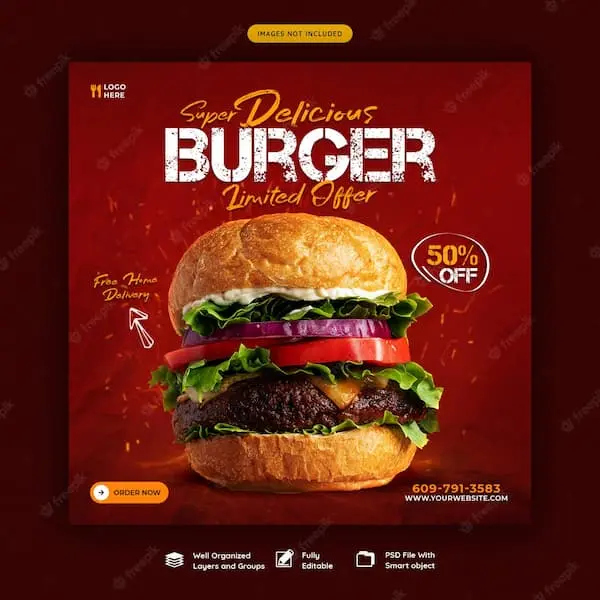 IMAGES NOT INCLUDED
LOGO
HERE
Super Delicious
BURGER
Limited Offer
50%
OFF
Free Home
Delivery
ORDER NOW
609-791-3583
WWW.YOURWEBSITE.COM
Well Organized
Layers and Groups
Fully
Editable
PSD File With
Smart object
freepik